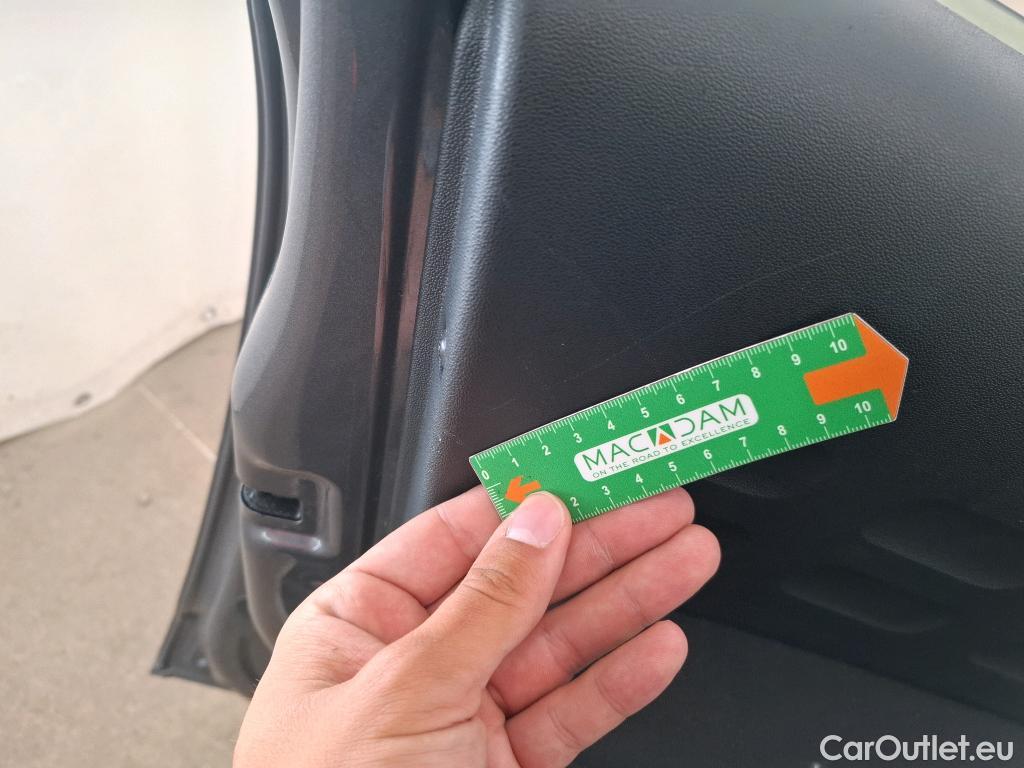 0 1 2 3 4 5 6 7 8 9 10
MACADAM
ON THE ROAD TO EXCELLENCE
2 3 4 5 6 7 8 9 10
CarOutlet.eu